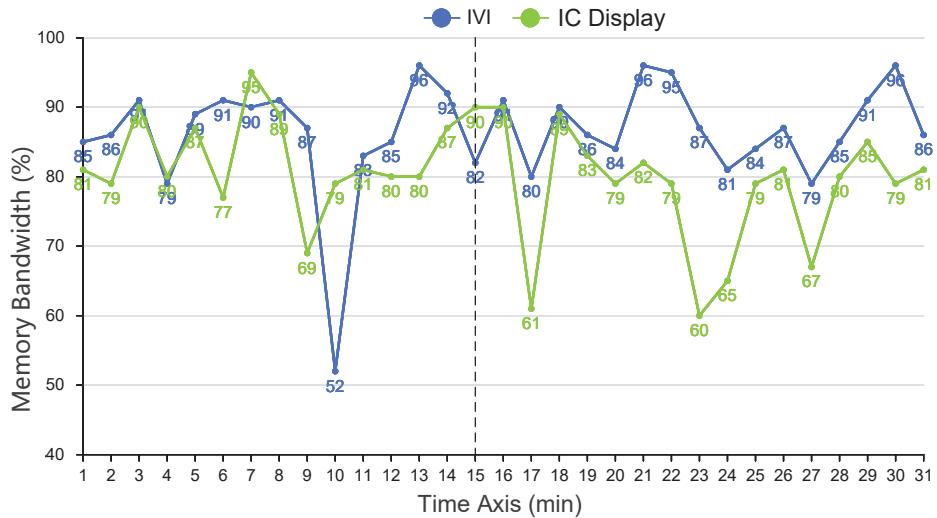 IVI
IC Display
Memory Bandwidth (%)
100
90
80
70
60
50
40
85 86 91 79 89 91 90 91 87 52 83 85 96 92 82 91 80 90 86 84 96 95 87 81 84 87 79 85 91 96 86
81 79 90 80 87 77 95 89 69 79 81 80 80 87 90 90 61 89 83 79 82 79 60 65 79 81 67 80 85 79 81
1 2 3 4 5 6 7 8 9 10 11 12 13 14 15 16 17 18 19 20 21 22 23 24 25 26 27 28 29 30 31
Time Axis (min)